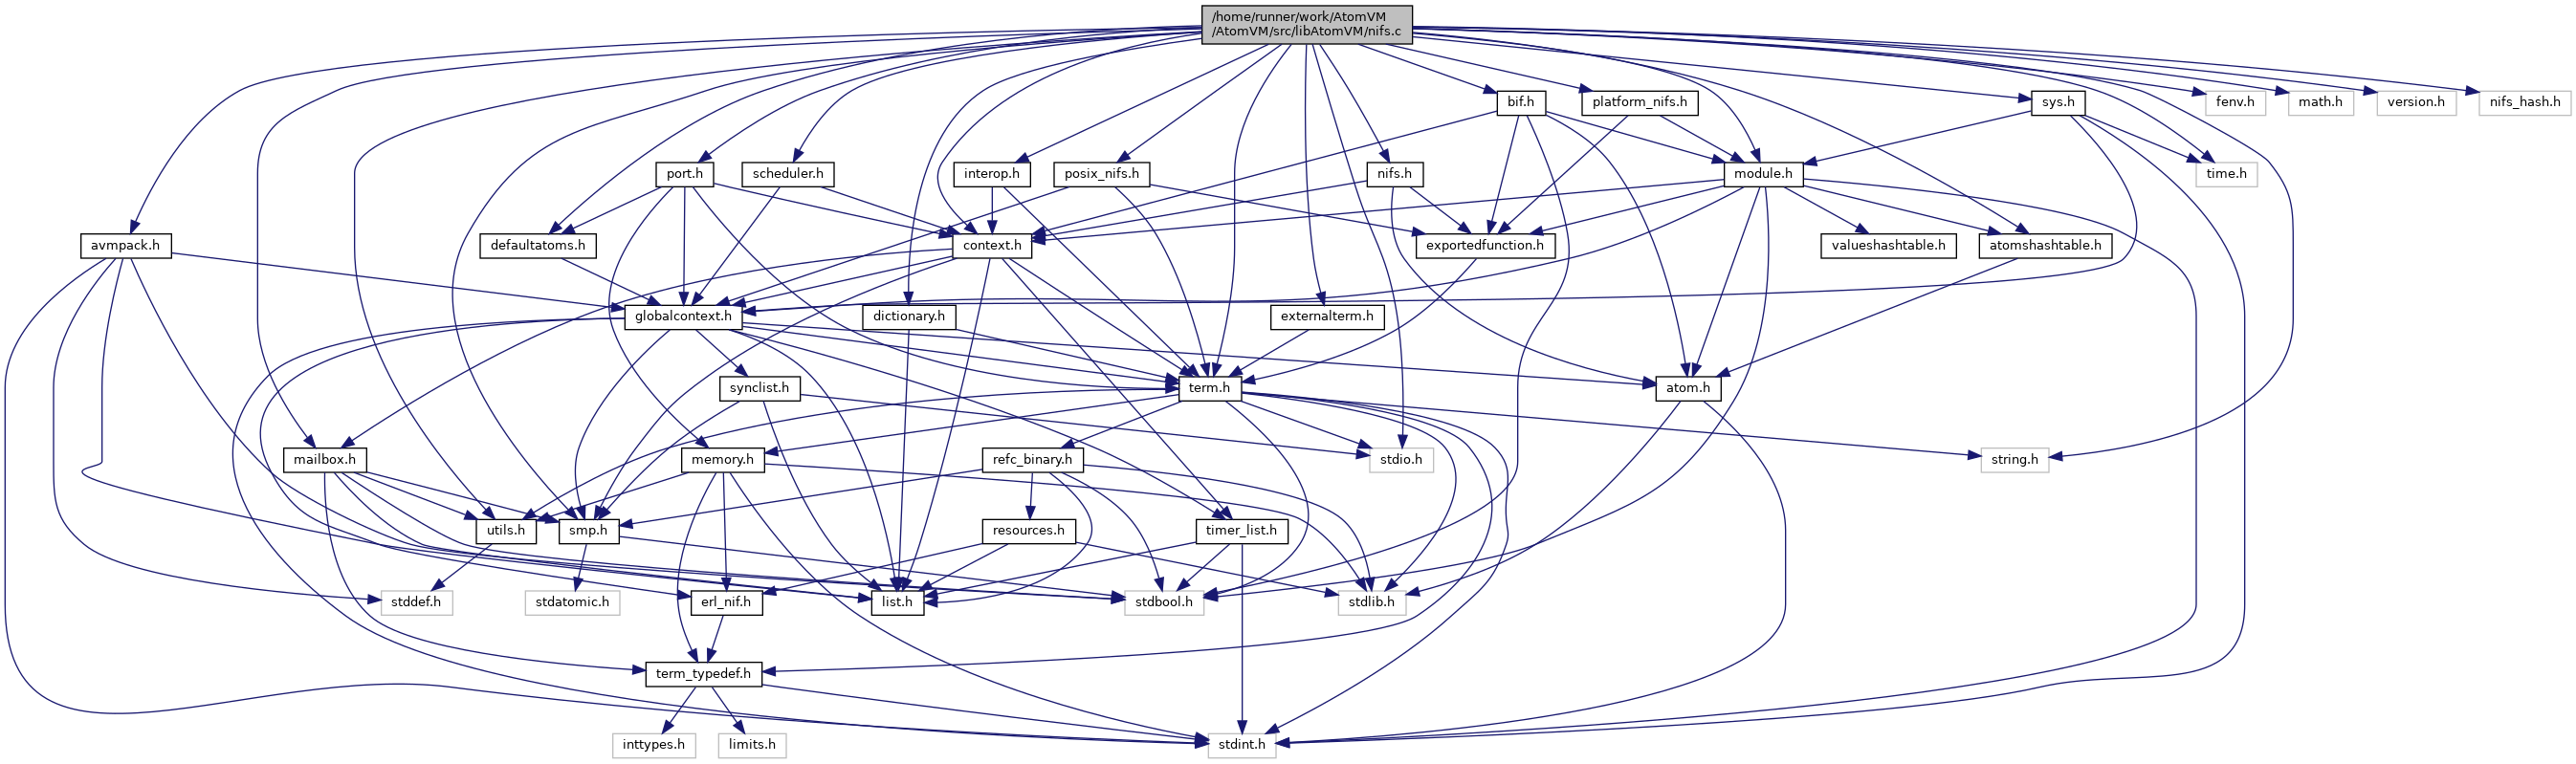 /home/runner/work/AtomVM
/AtomVM/src/libAtomVM/nifs.c
bif.h
platform_nifs.h
sys.h
fenv.h
math.h
version.h
nifs_hash.h
port.h
scheduler.h
interop.h
posix_nifs.h
nifs.h
module.h
time.h
avmpack.h
defaultatoms.h
context.h
exportedfunction.h
valueshashtable.h
atomshashtable.h
globalcontext.h
dictionary.h
externalterm.h
synclist.h
term.h
atom.h
mailbox.h
memory.h
refc_binary.h
stdio.h
string.h
utils.h
smp.h
resources.h
timer_list.h
stddef.h
stdatomic.h
erl_nif.h
list.h
stdbool.h
stdlib.h
term_typedef.h
inttypes.h
limits.h
stdint.h